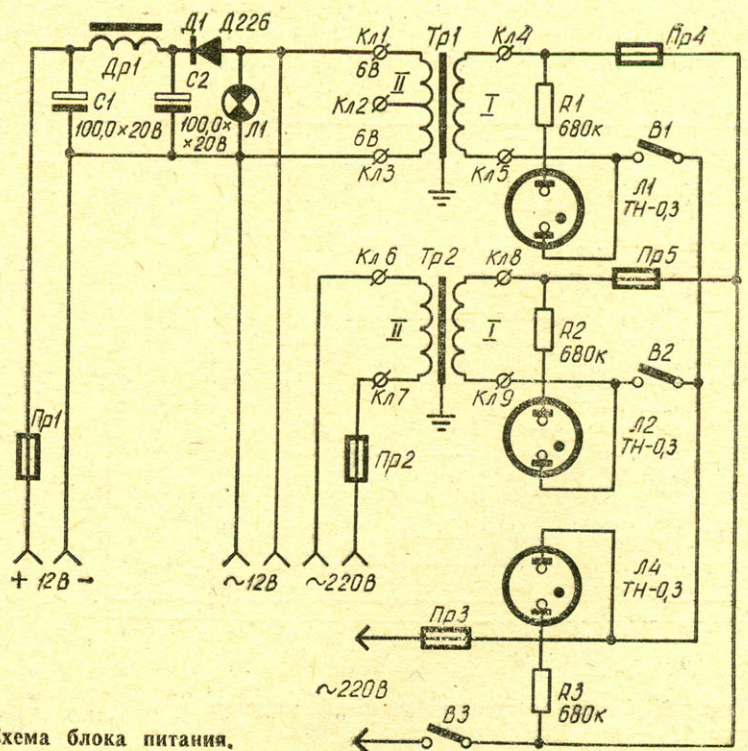 Д1 Д226
Др1
С1
100,0×20В
С2
100,0×
×20В
Л1
Кл1
6В
II
Кл2
6В
Кл3
Тр1
Кл4
I
Кл5
Пр4
R1
680к
В1
Л1
ТН-0,3
Кл6
II
Кл7
Тр2
Кл8
I
Кл9
Пр5
R2
680к
В2
Л2
ТН-0,3
Пр1
Пр2
+ 12В -
~12В
~220В
Л4
ТН-0,3
Пр3
~220В
В3
R3
680к
хема блока питания.